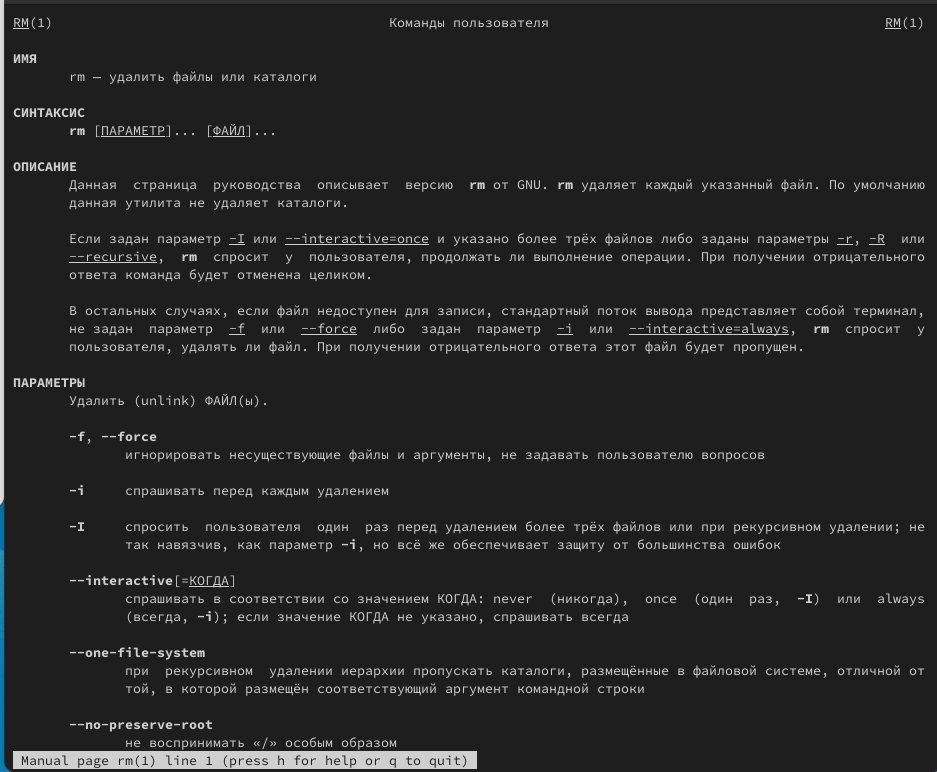 RM(1) Команды пользователя RM(1)
ИМЯ
rm — удалить файлы или каталоги
СИНТАКСИС
rm [ПАРАМЕТР]... [ФАЙЛ]...
ОПИСАНИЕ
Данная страница руководства описывает версию rm от GNU. rm удаляет каждый указанный файл. По умолчанию
данная утилита не удаляет каталоги.
Если задан параметр -I или --interactive=once и указано более трёх файлов либо заданы параметры -r, -R или
--recursive, rm спросит у пользователя, продолжать ли выполнение операции. При получении отрицательного
ответа команда будет отменена целиком.
В остальных случаях, если файл недоступен для записи, стандартный поток вывода представляет собой терминал,
не задан параметр -f или --force либо задан параметр -i или --interactive=always, rm спросит у
пользователя, удалять ли файл. При получении отрицательного ответа этот файл будет пропущен.
ПАРАМЕТРЫ
Удалить (unlink) ФАЙЛ(ы).
-f, --force
игнорировать несуществующие файлы и аргументы, не задавать пользователю вопросов
-i спрашивать перед каждым удалением
-I спросить пользователя один раз перед удалением более трёх файлов или при рекурсивном удалении; не
так навязчив, как параметр -i, но всё же обеспечивает защиту от большинства ошибок
--interactive[=КОГДА]
спрашивать в соответствии со значением КОГДА: never (никогда), once (один раз, -I) или always
(всегда, -i); если значение КОГДА не указано, спрашивать всегда
--one-file-system
при рекурсивном удалении иерархии пропускать каталоги, размещённые в файловой системе, отличной от
той, в которой размещён соответствующий аргумент командной строки
--no-preserve-root
не воспринимать «/» особым образом
Manual page rm(1) line 1 (press h for help or q to quit)